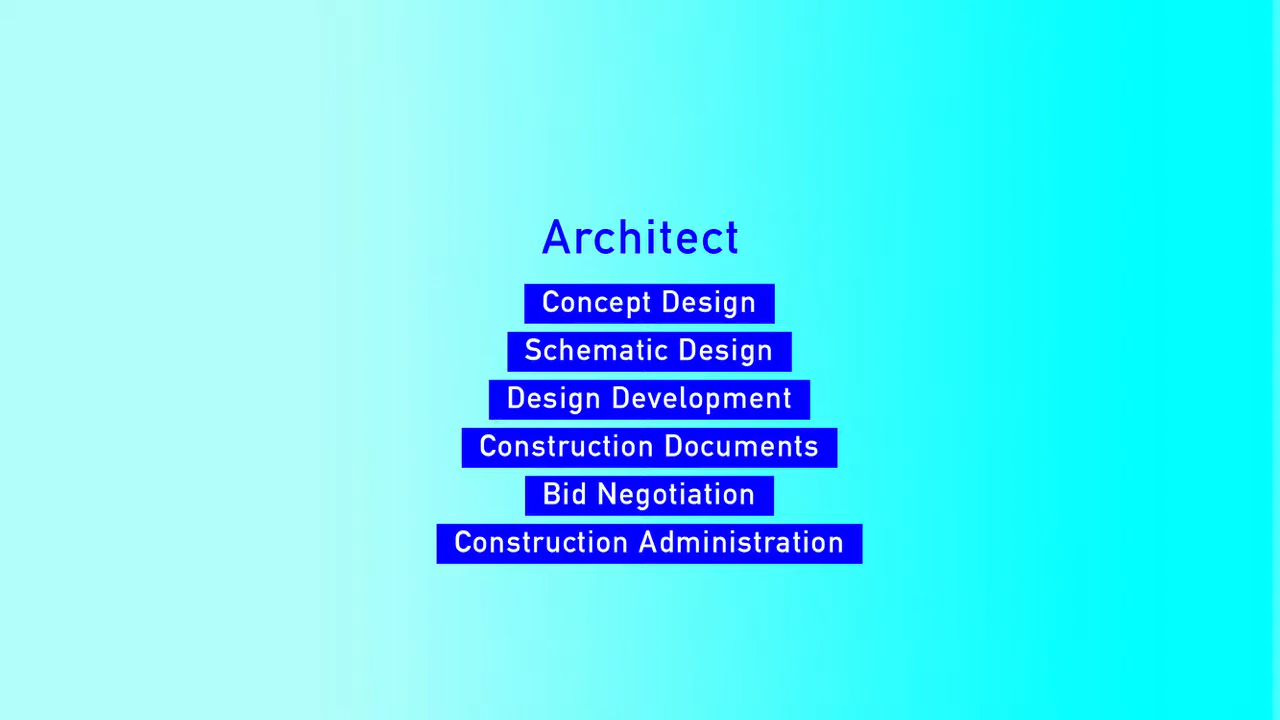 Architect
Concept Design
Schematic Design
Design Development
Construction Documents
Bid Negotiation
Construction Administration